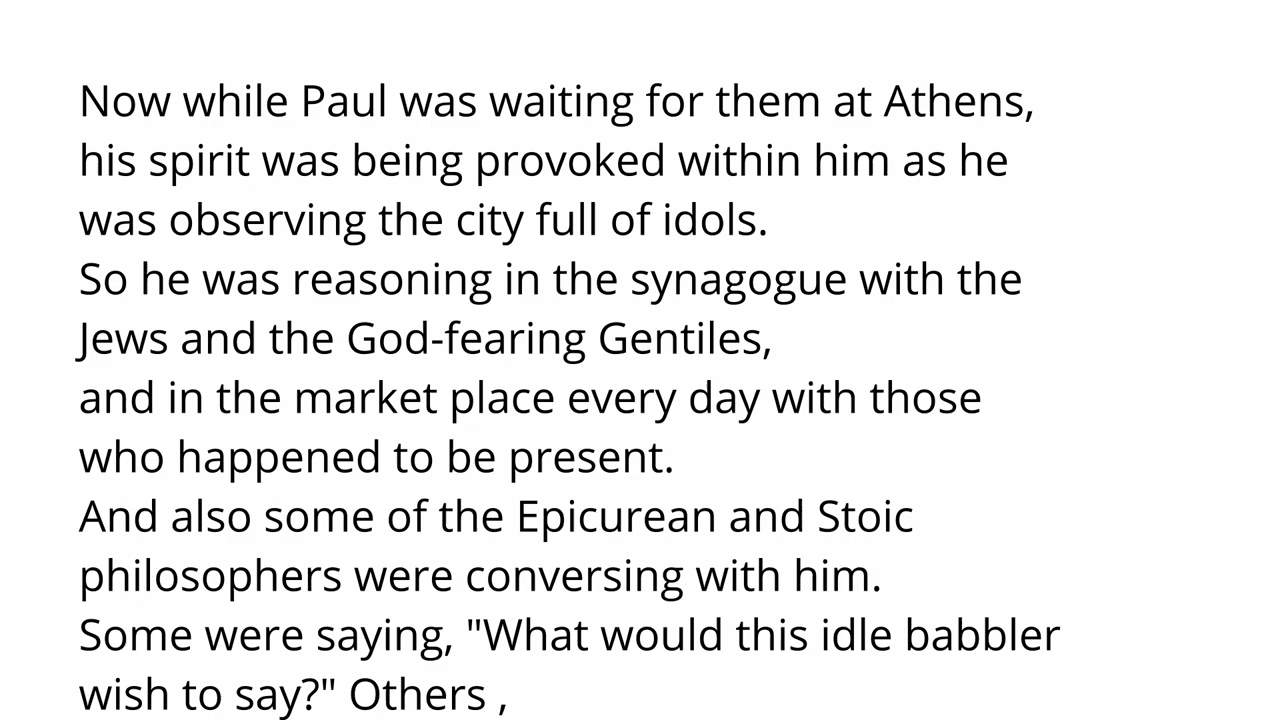 Now while Paul was waiting for them at Athens,
his spirit was being provoked within him as he
was observing the city full of idols.
So he was reasoning in the synagogue with the
Jews and the God-fearing Gentiles,
and in the market place every day with those
who happened to be present.
And also some of the Epicurean and Stoic
philosophers were conversing with him.
Some were saying, "What would this idle babbler
wish to say?" Others ,